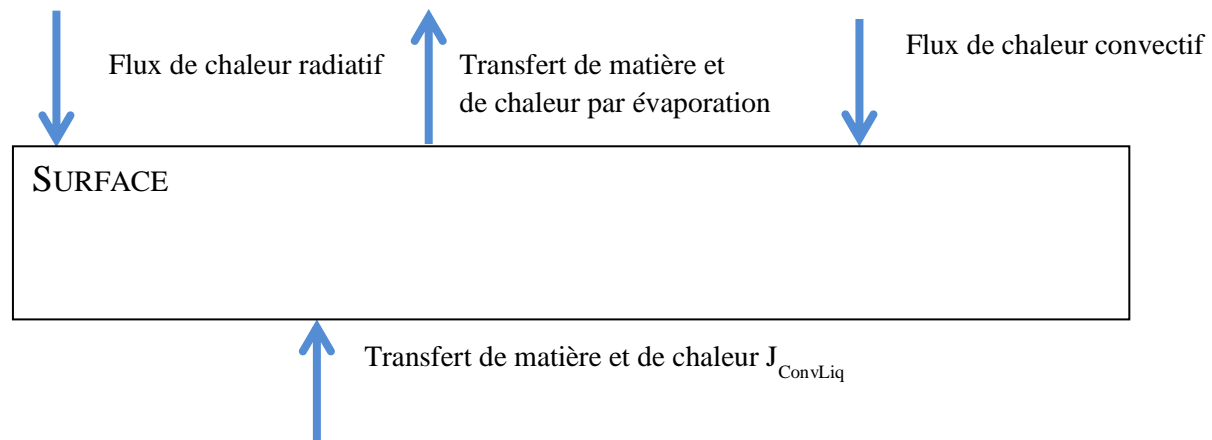 Flux de chaleur radiatif
Transfert de matière et
de chaleur par évaporation
Flux de chaleur convectif
SURFACE
Transfert de matière et de chaleur J_ConvLiq